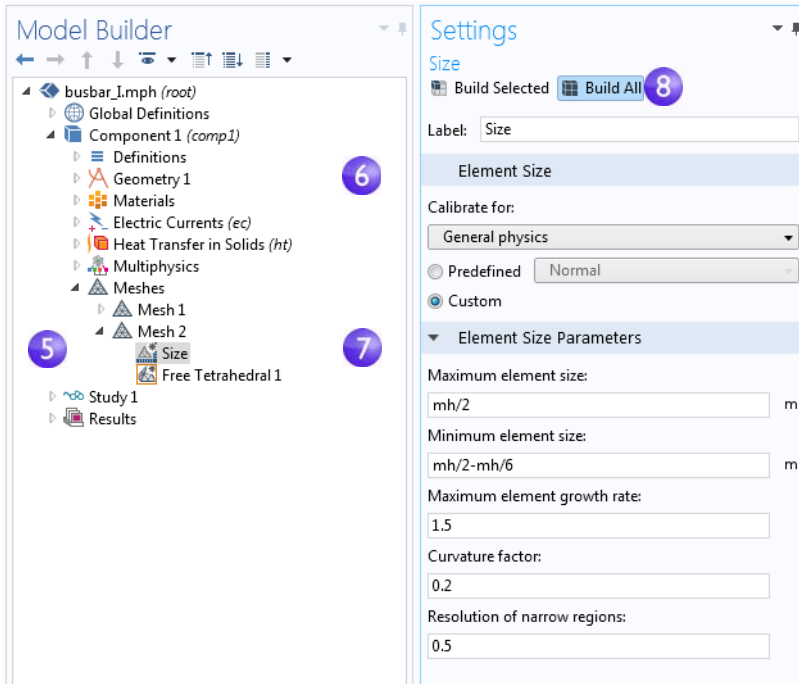 Model Builder
busbar_I.mph (root)
Global Definitions
Component 1 (comp1)
Definitions
Geometry 1
6
Materials
Electric Currents (ec)
Heat Transfer in Solids (ht)
Multiphysics
Meshes
Mesh 1
Mesh 2
5
7
Size
Free Tetrahedral 1
Study 1
Results
Settings
Size
Build Selected
Build All
8
Label:
Size
Element Size
Calibrate for:
General physics
Predefined
Normal
Custom
Element Size Parameters
Maximum element size:
mh/2
m
Minimum element size:
mh/2-mh/6
m
Maximum element growth rate:
1.5
Curvature factor:
0.2
Resolution of narrow regions:
0.5